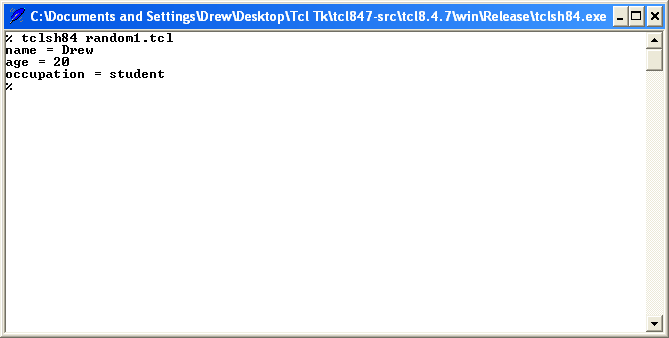 C:\Documents and Settings\Drew\Desktop\Tcl Tk\tcl847-src\tcl8.4.7\win\Release\tclsh84.exe
% tclsh84 random1.tcl
name = Drew
age = 20
occupation = student
%